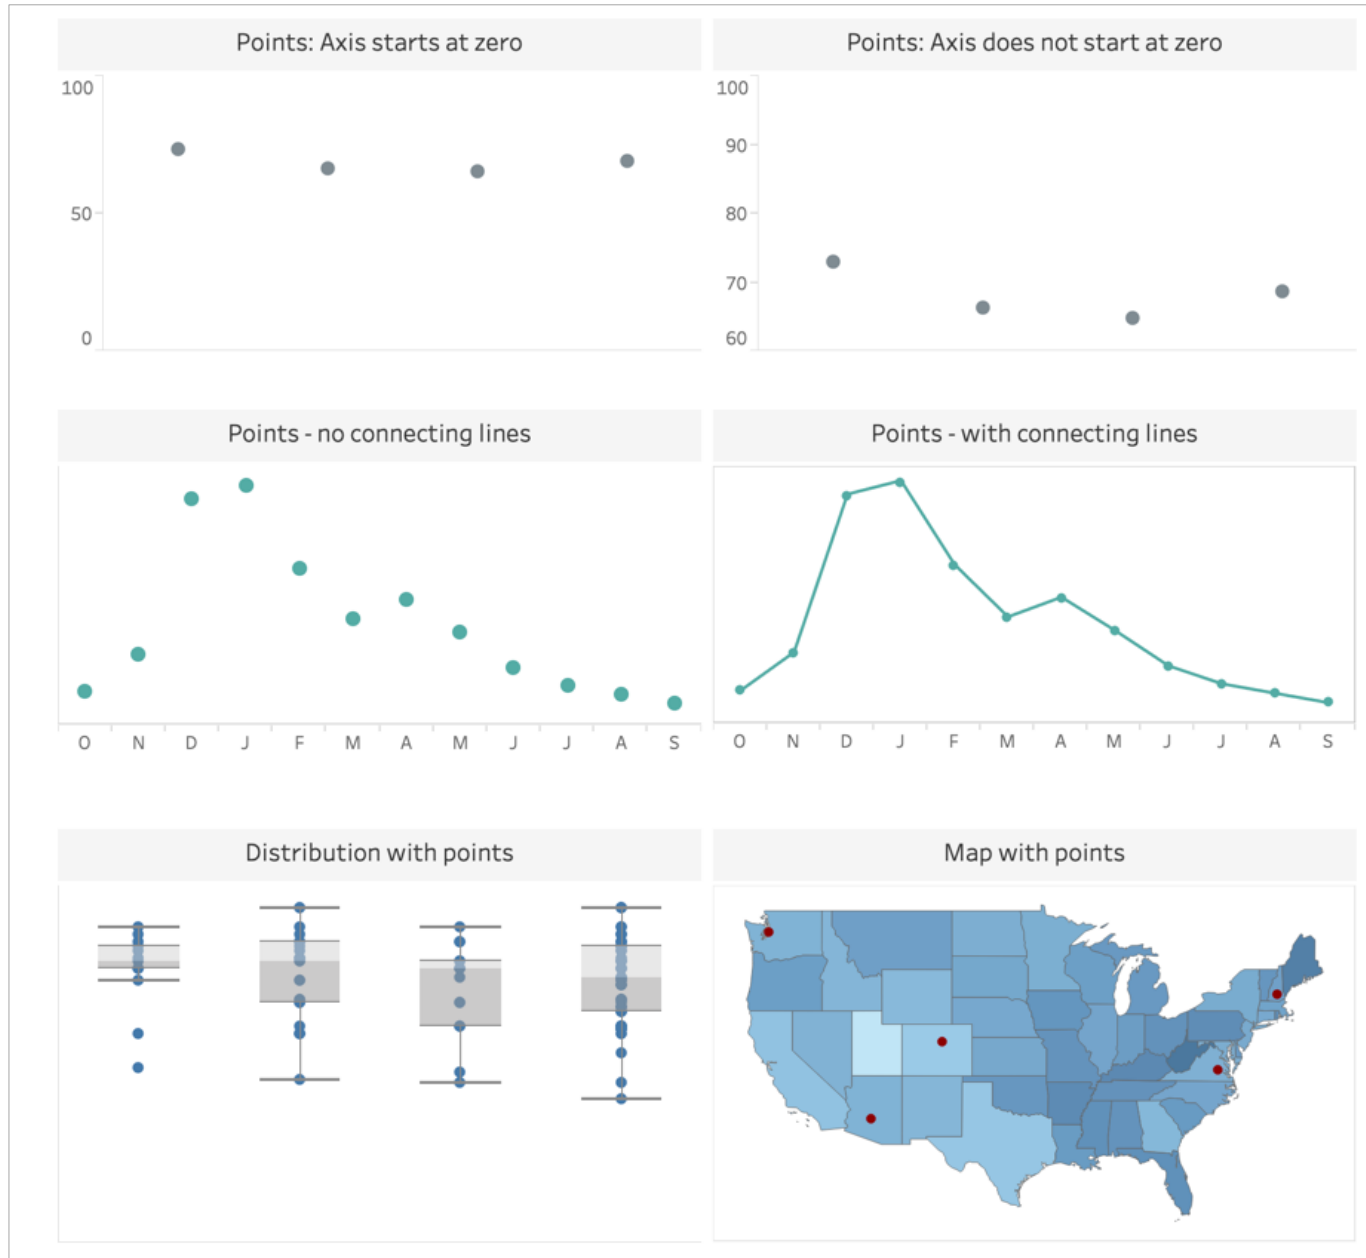 Points: Axis starts at zero
100
50
0
Points: Axis does not start at zero
100
90
80
70
60
Points - no connecting lines
O N D J F M A M J J A S
Points - with connecting lines
O N D J F M A M J J A S
Distribution with points
Map with points